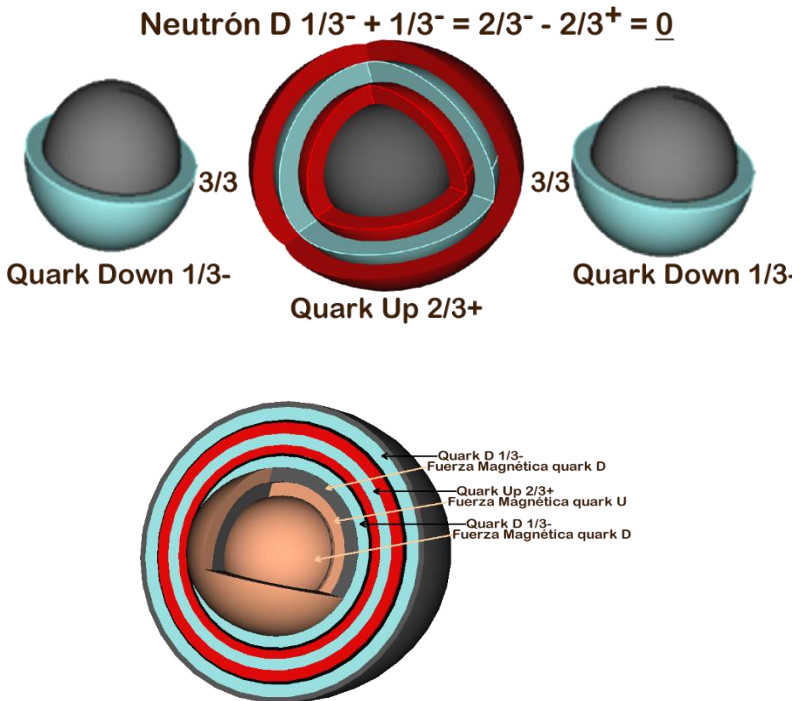 Neutrón D 1/3⁻ + 1/3⁻ = 2/3⁻ - 2/3⁺ = 0
3/3
3/3
Quark Down 1/3-
Quark Down 1/3-
Quark Up 2/3+
Quark D 1/3-
Fuerza Magnética quark D
Quark Up 2/3+
Fuerza Magnética quark U
Quark D 1/3-
Fuerza Magnética quark D